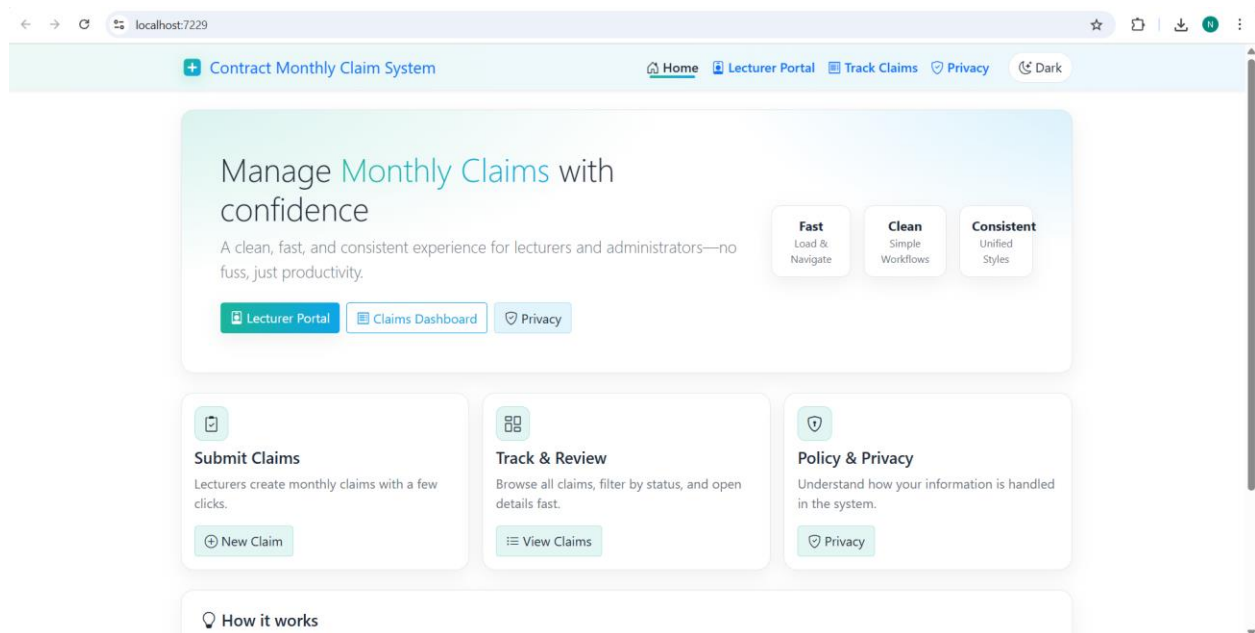 localhost:7229
N
Contract Monthly Claim System
Home
Lecturer Portal
Track Claims
Privacy
Dark
Manage Monthly Claims with
confidence
A clean, fast, and consistent experience for lecturers and administrators—no
fuss, just productivity.
Lecturer Portal
Claims Dashboard
Privacy
Fast
Load &
Navigate
Clean
Simple
Workflows
Consistent
Unified
Styles
Submit Claims
Lecturers create monthly claims with a few
clicks.
New Claim
Track & Review
Browse all claims, filter by status, and open
details fast.
View Claims
Policy & Privacy
Understand how your information is handled
in the system.
Privacy
How it works